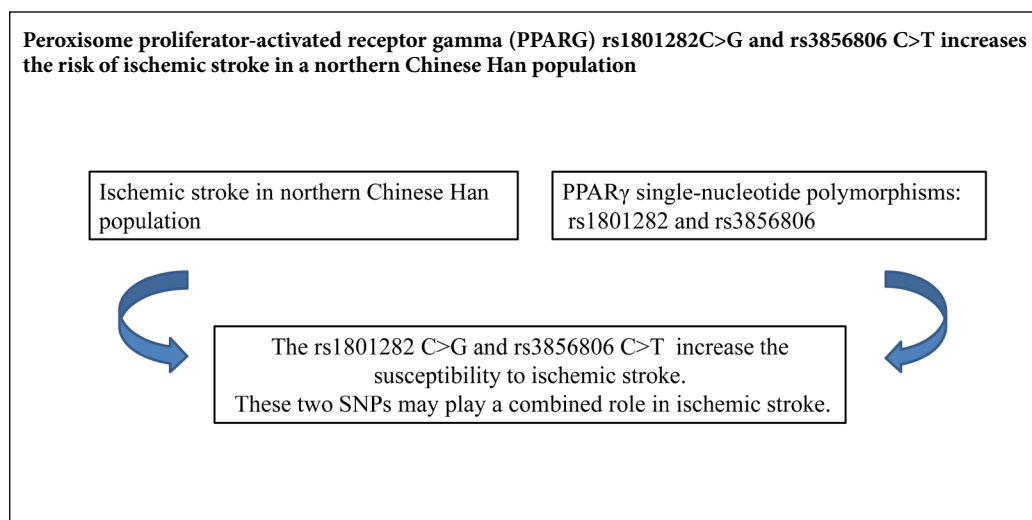 Peroxisome proliferator-activated receptor gamma (PPARG) rs1801282C>G and rs3856806 C>T increases
the risk of ischemic stroke in a northern Chinese Han population
Ischemic stroke in northern Chinese Han
population
PPARγ single-nucleotide polymorphisms:
rs1801282 and rs3856806
The rs1801282 C>G and rs3856806 C>T increase the
susceptibility to ischemic stroke.
These two SNPs may play a combined role in ischemic stroke.